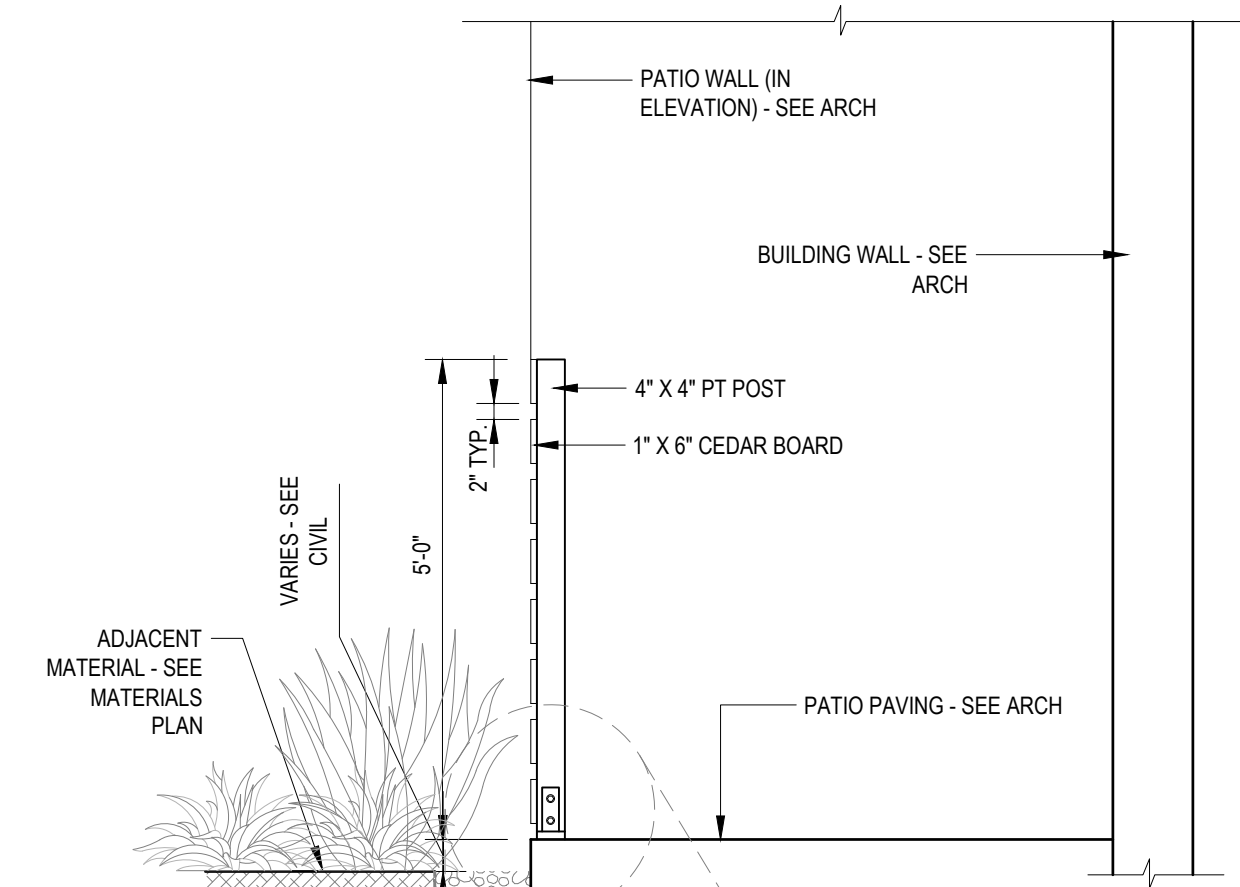 PATIO WALL (IN
ELEVATION) - SEE ARCH
BUILDING WALL - SEE
ARCH
4" X 4" PT POST
1" X 6" CEDAR BOARD
2" TYP.
VARIES - SEE
CIVIL
5'-0"
ADJACENT
MATERIAL - SEE
MATERIALS
PLAN
PATIO PAVING - SEE ARCH